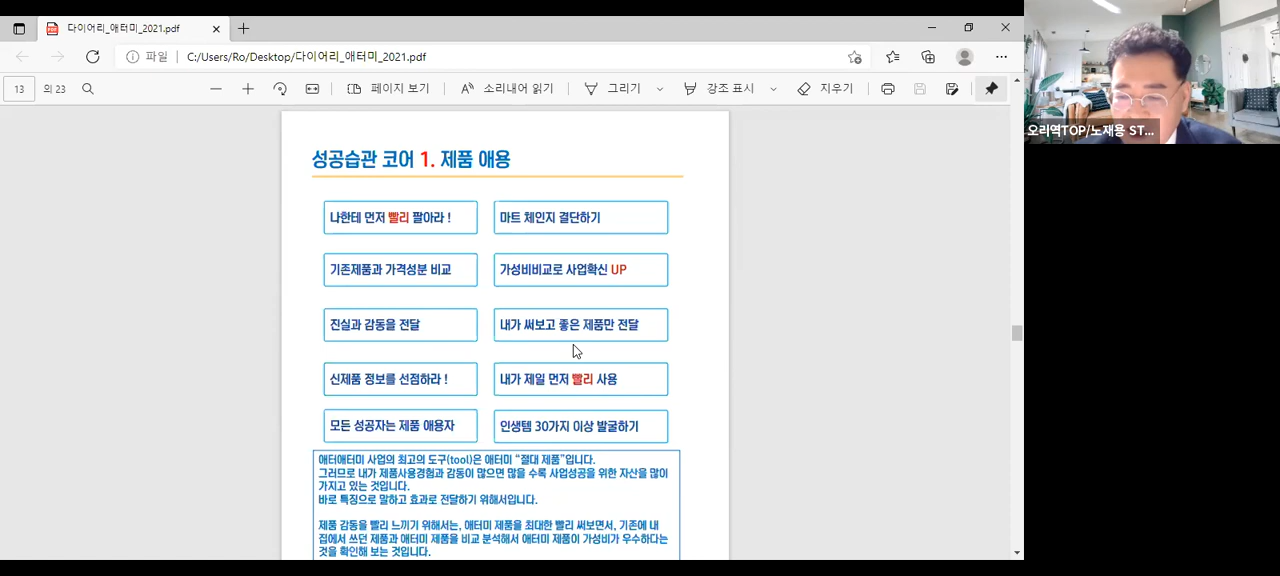 다이어리_애터미_2021.pdf
파일 C:/Users/Ro/Desktop/다이어리_애터미_2021.pdf
13 의 23 페이지 보기 소리내어 읽기 그리기 강조 표시 지우기
오리역TOP/노재용 ST...
성공습관 코어 1. 제품 애용
나한테 먼저 빨리 팔아라 ! 마트 체인지 결단하기
기존제품과 가격성분 비교 가성비비교로 사업확신 UP
진실과 감동을 전달 내가 써보고 좋은 제품만 전달
신제품 정보를 선점하라 ! 내가 제일 먼저 빨리 사용
모든 성공자는 제품 애용자 인생템 30가지 이상 발굴하기
애터애터미 사업의 최고의 도구(tool)은 애터미 "절대 제품"입니다.
그러므로 내가 제품사용경험과 감동이 많으면 많을 수록 사업성공을 위한 자산을 많이
가지고 있는 것입니다.
바로 특징으로 말하고 효과로 전달하기 위해서입니다.
제품 감동을 빨리 느끼기 위해서는, 애터미 제품을 최대한 빨리 써보면서, 기존에 내
집에서 쓰던 제품과 애터미 제품을 비교 분석해서 애터미 제품이 가성비가 우수하다는
것을 확인해 보는 것입니다.